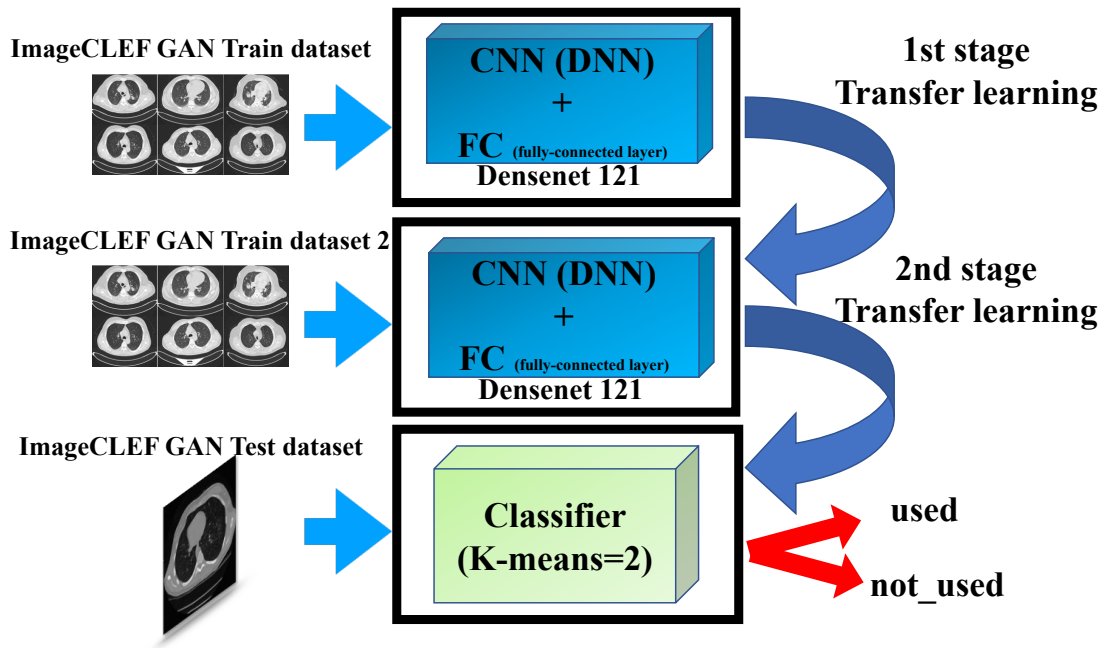 ImageCLEF GAN Train dataset
CNN (DNN)
+
FC (fully-connected layer)
Densenet 121
1st stage
Transfer learning
ImageCLEF GAN Train dataset 2
CNN (DNN)
+
FC (fully-connected layer)
Densenet 121
2nd stage
Transfer learning
ImageCLEF GAN Test dataset
Classifier
(K-means=2)
used
not_used